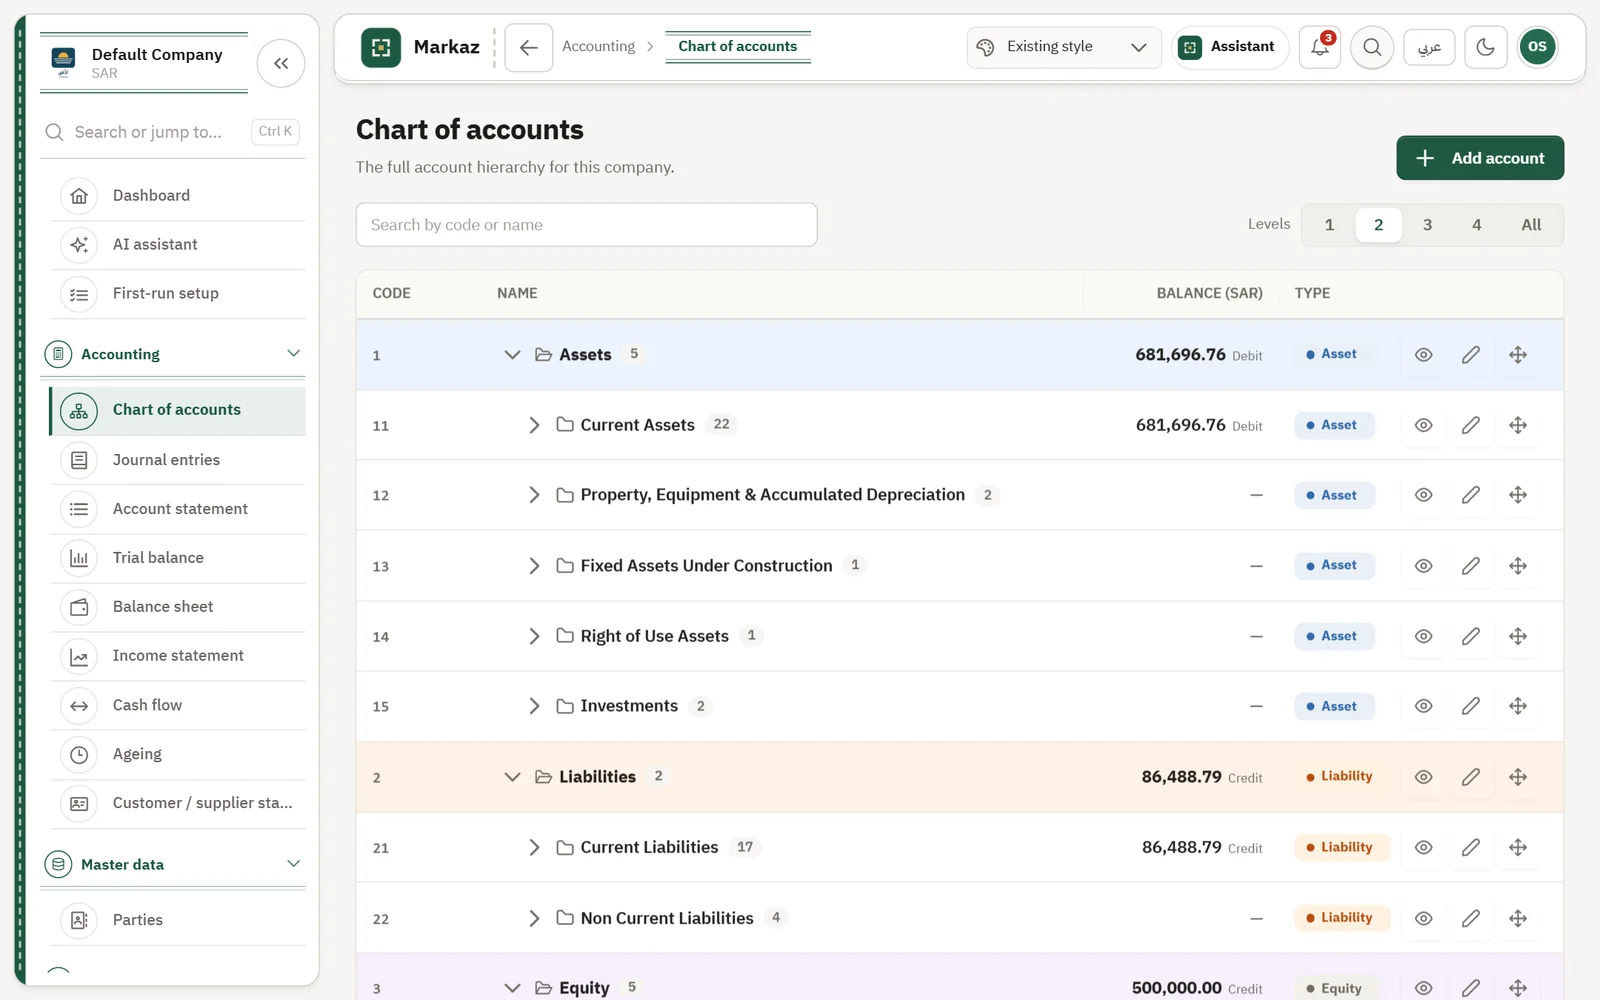 Default Company
SAR
Search or jump to...
Ctrl K
Dashboard
AI assistant
First-run setup
Accounting
Chart of accounts
Journal entries
Account statement
Trial balance
Balance sheet
Income statement
Cash flow
Ageing
Customer / supplier sta...
Master data
Parties
Markaz
Accounting
Chart of accounts
Existing style
Assistant
3
عربي
OS
Chart of accounts
The full account hierarchy for this company.
Add account
Search by code or name
Levels 1 2 3 4 All
CODE NAME BALANCE (SAR) TYPE
1 Assets 5 681,696.76 Debit Asset
11 Current Assets 22 681,696.76 Debit Asset
12 Property, Equipment & Accumulated Depreciation 2 — Asset
13 Fixed Assets Under Construction 1 — Asset
14 Right of Use Assets 1 — Asset
15 Investments 2 — Asset
2 Liabilities 2 86,488.79 Credit Liability
21 Current Liabilities 17 86,488.79 Credit Liability
22 Non Current Liabilities 4 — Liability
3 Equity 5 500,000.00 Credit Equity